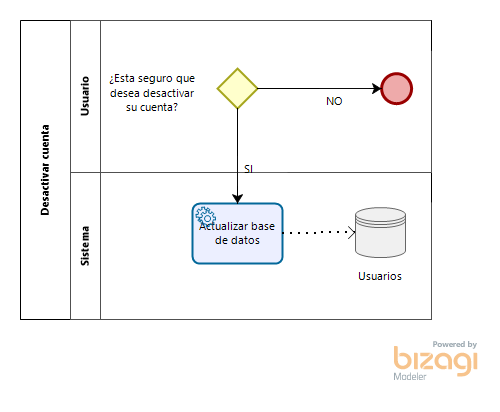 Desactivar cuenta
Usuario
¿Esta seguro que
desea desactivar
su cuenta?
NO
SI
Sistema
Actualizar base
de datos
Usuarios
Powered by
bizagi
Modeler